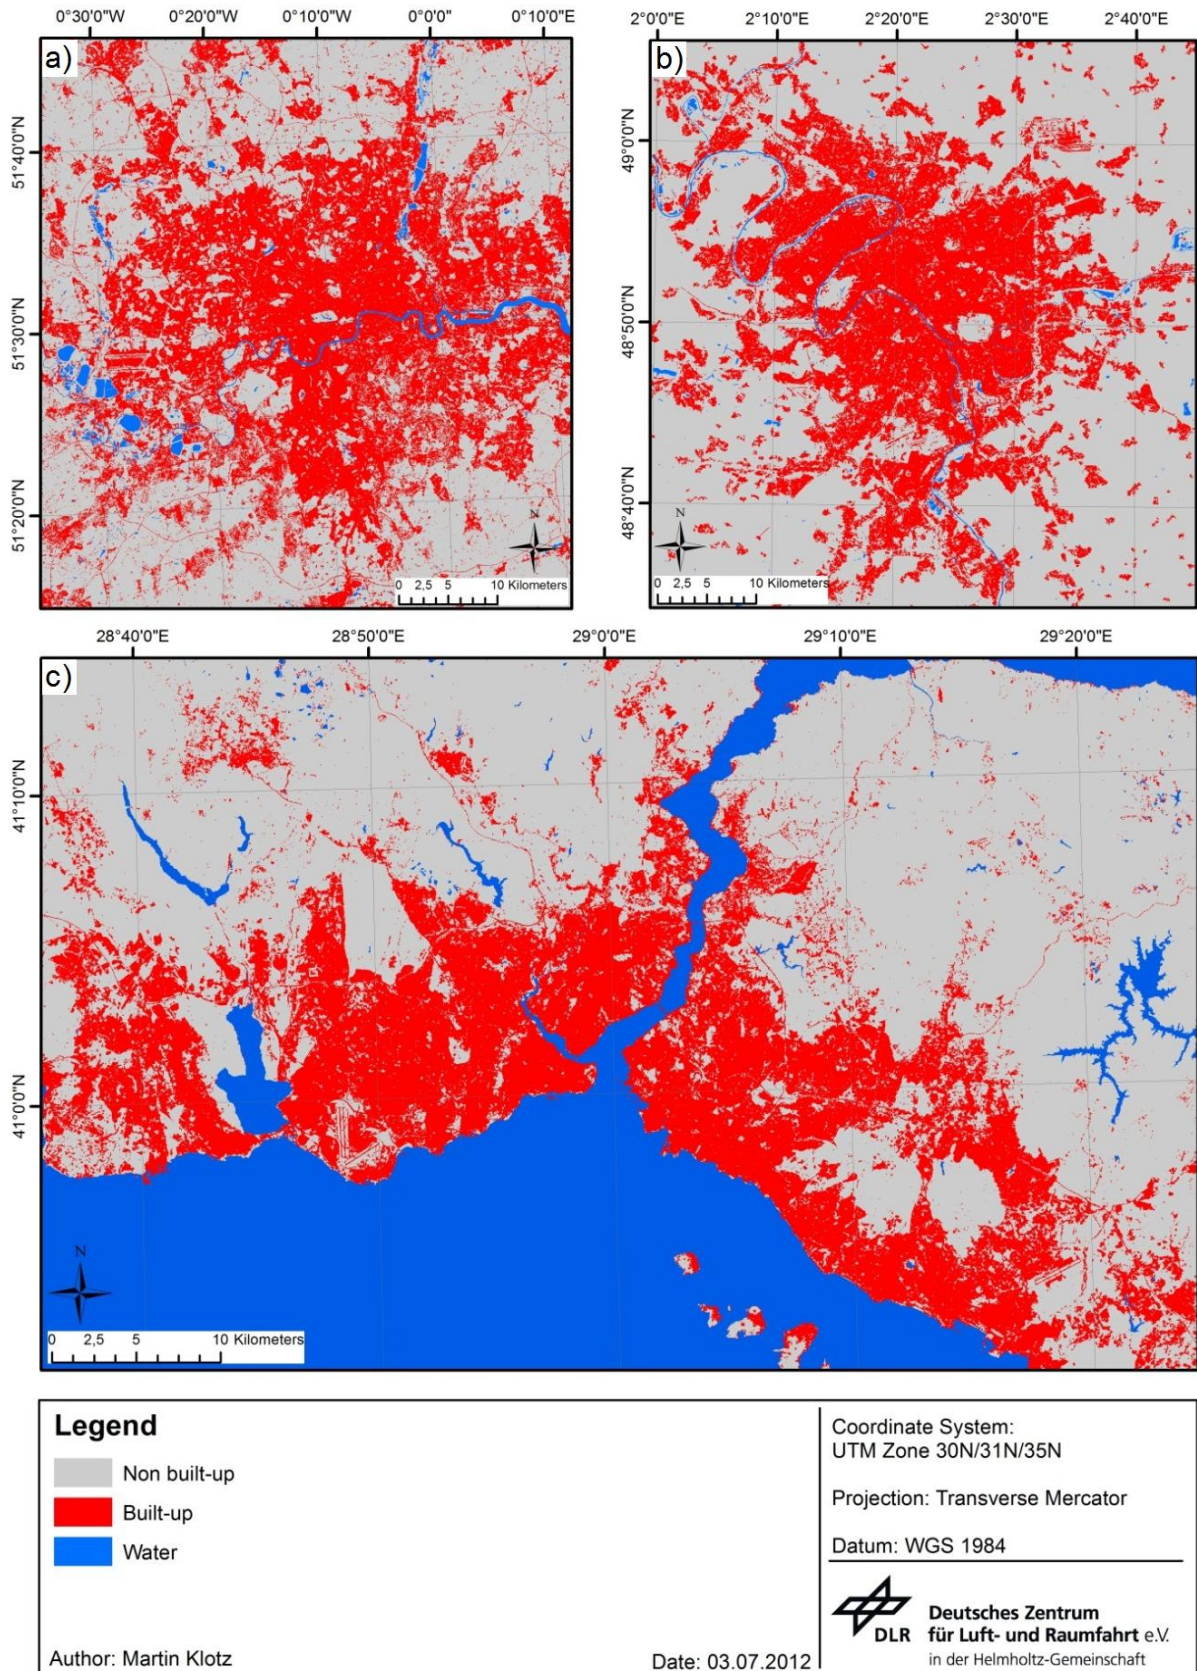 0°30'0"W 0°20'0"W 0°10'0"W 0°0'0" 0°10'0"E
2°0'0"E 2°10'0"E 2°20'0"E 2°30'0"E 2°40'0"E
a)
51°40'0"N
51°30'0"N
51°20'0"N
N
0 2,5 5 10 Kilometers
b)
49°0'0"N
48°50'0"N
48°40'0"N
N
0 2,5 5 10 Kilometers
28°40'0"E 28°50'0"E 29°0'0"E 29°10'0"E 29°20'0"E
c)
41°10'0"N
41°0'0"N
N
0 2,5 5 10 Kilometers
Legend
Non built-up
Built-up
Water
Author: Martin Klotz
Date: 03.07.2012
Coordinate System:
UTM Zone 30N/31N/35N
Projection: Transverse Mercator
Datum: WGS 1984
DLR
Deutsches Zentrum
für Luft- und Raumfahrt e.V.
in der Helmholtz-Gemeinschaft